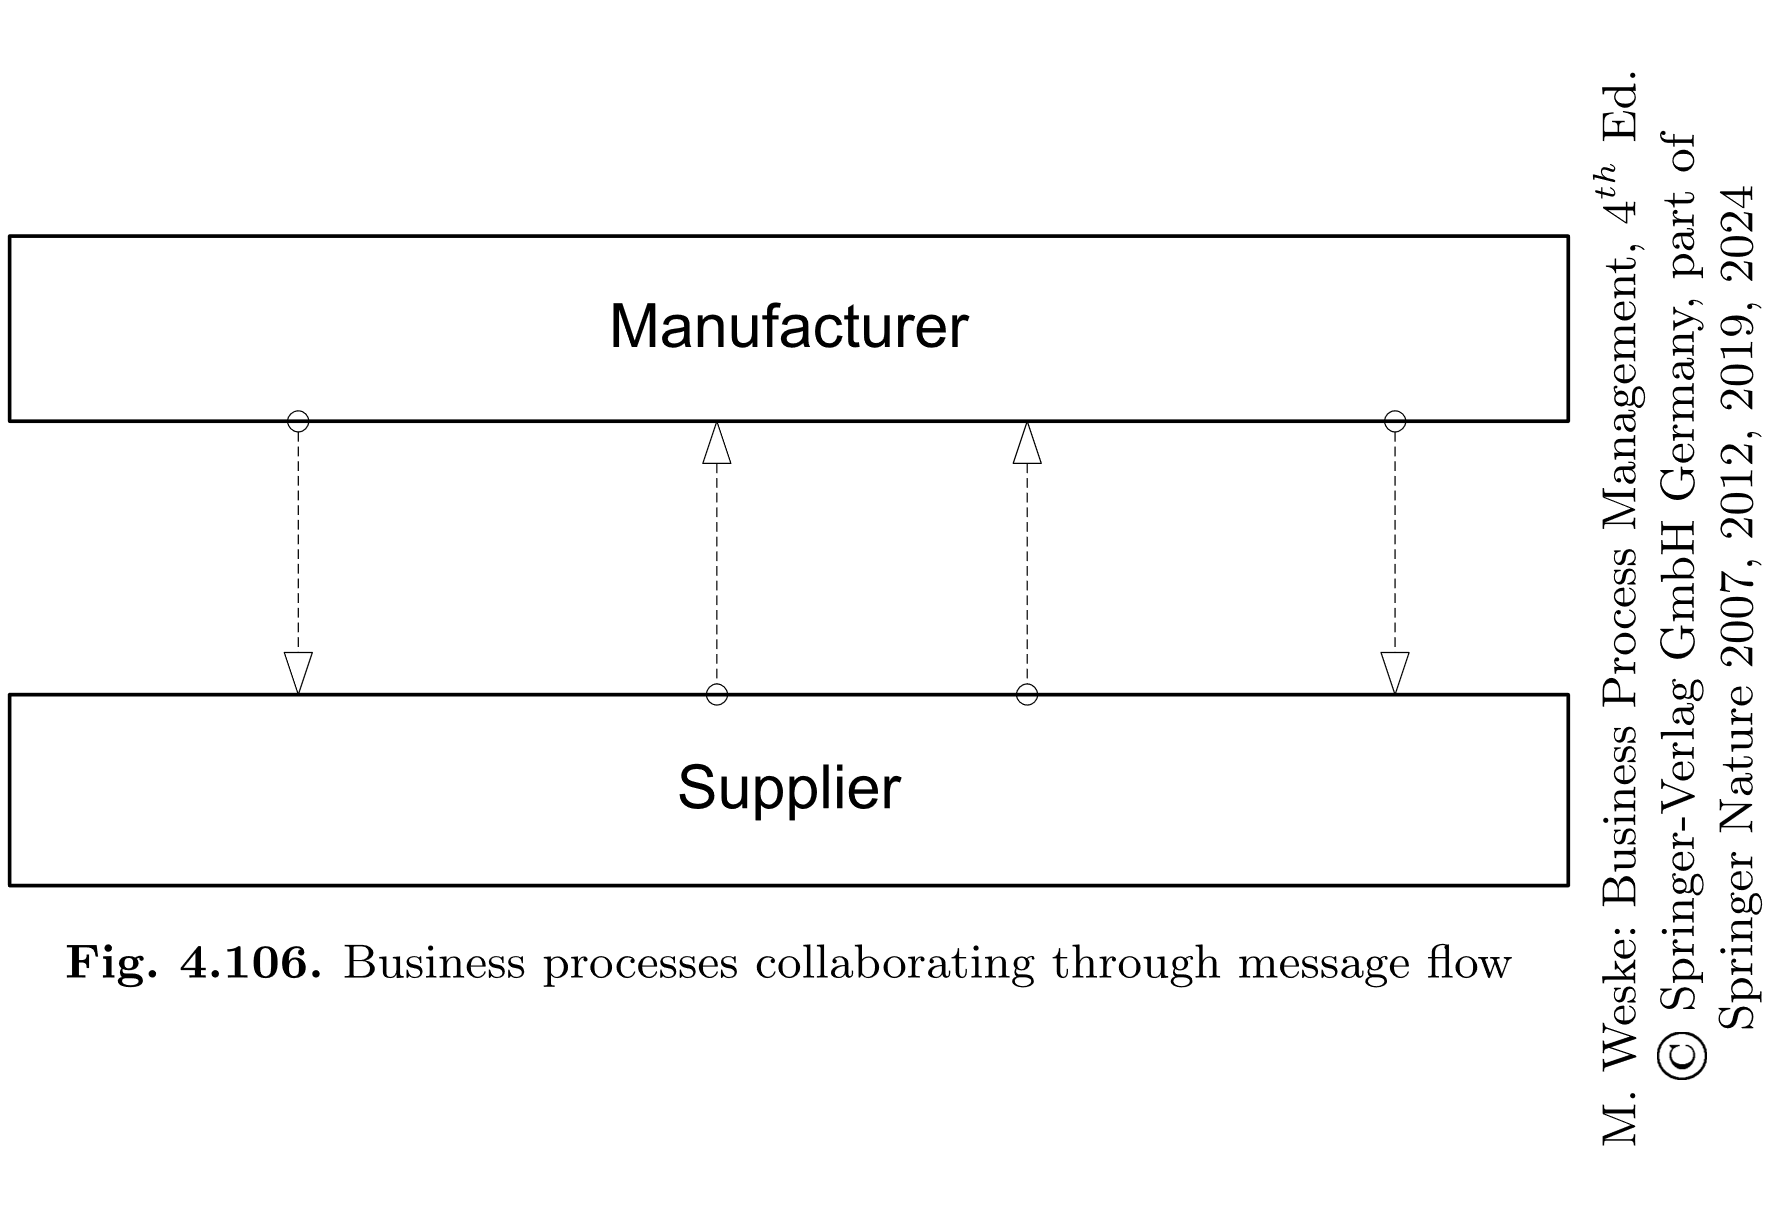 Manufacturer
Supplier
Fig. 4.106. Business processes collaborating through message flow
M. Weske: Business Process Management, 4th Ed.
© Springer-Verlag GmbH Germany, part of
Springer Nature 2007, 2012, 2019, 2024